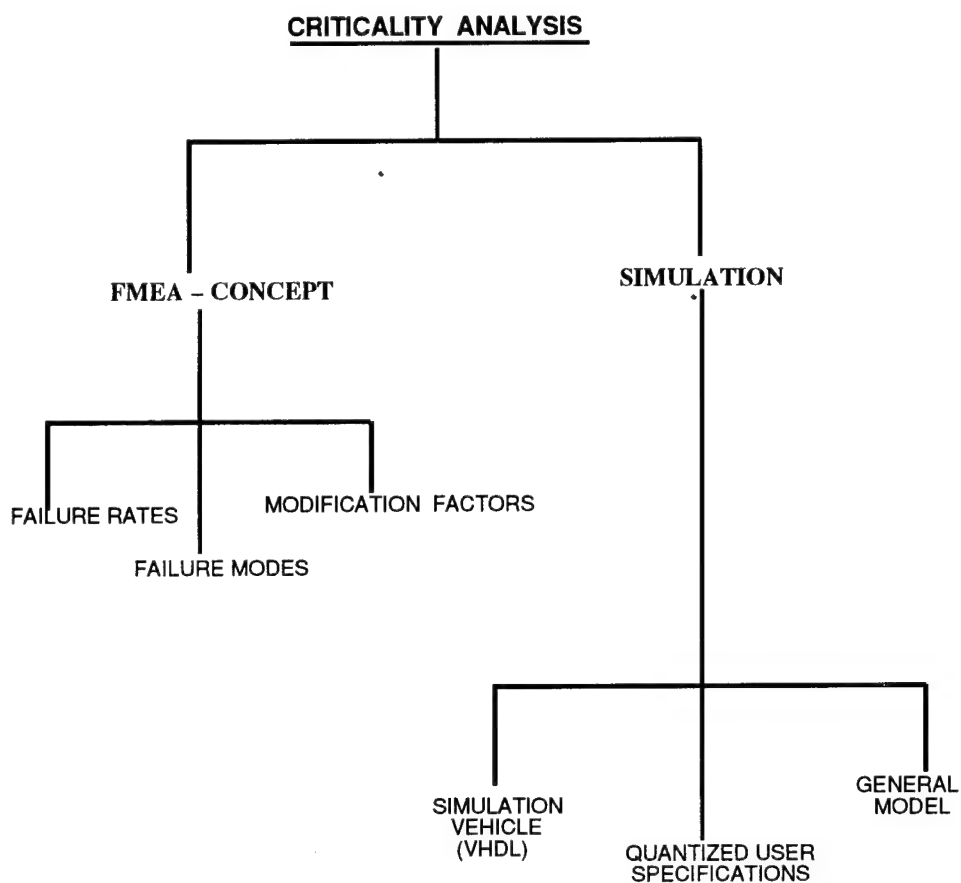 CRITICALITY ANALYSIS
FMEA – CONCEPT
SIMULATION
FAILURE RATES
MODIFICATION FACTORS
FAILURE MODES
SIMULATION
VEHICLE
(VHDL)
QUANTIZED USER
SPECIFICATIONS
GENERAL
MODEL